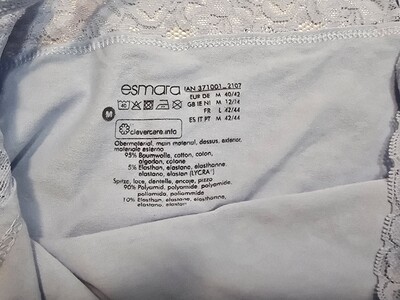 esmara
IAN 371001_2107
EUR DE M 40/42
GB IE NI M 12/14
FR L 42/44
ES IT PT M 42/44
M
clevercare.info
Obermaterial, main material, dessus, exterior,
materiale esterno
95% Baumwolle, cotton, coton,
algodón, cotone
5% Elasthan, elastane, élasthanne,
elastano, elastan (LYCRA®)
Spitze, lace, dentelle, encaje, pizzo
90% Polyamid, polyamide, polyamide,
poliamida, poliammide
10% Elasthan, elastane, élasthanne,
elastano, elastan